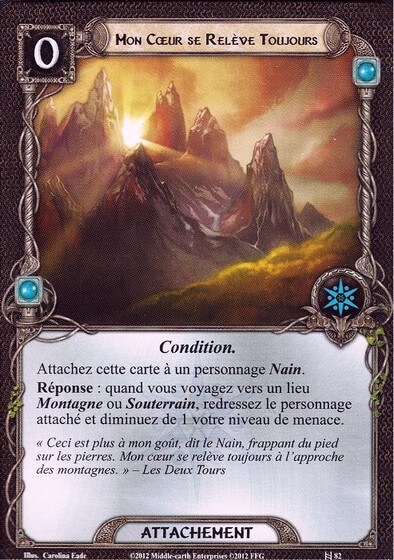 0
Mon Cœur se Relève Toujours
Condition.
Attachez cette carte à un personnage Nain.
Réponse : quand vous voyagez vers un lieu
Montagne ou Souterrain, redressez le personnage
attaché et diminuez de 1 votre niveau de menace.
« Ceci est plus à mon goût, dit le Nain, frappant du pied
sur les pierres. Mon cœur se relève toujours à l'approche
des montagnes. » – Les Deux Tours
ATTACHEMENT
Illus. Carolina Eade ©2012 Middle-earth Enterprises ©2012 FFG 82